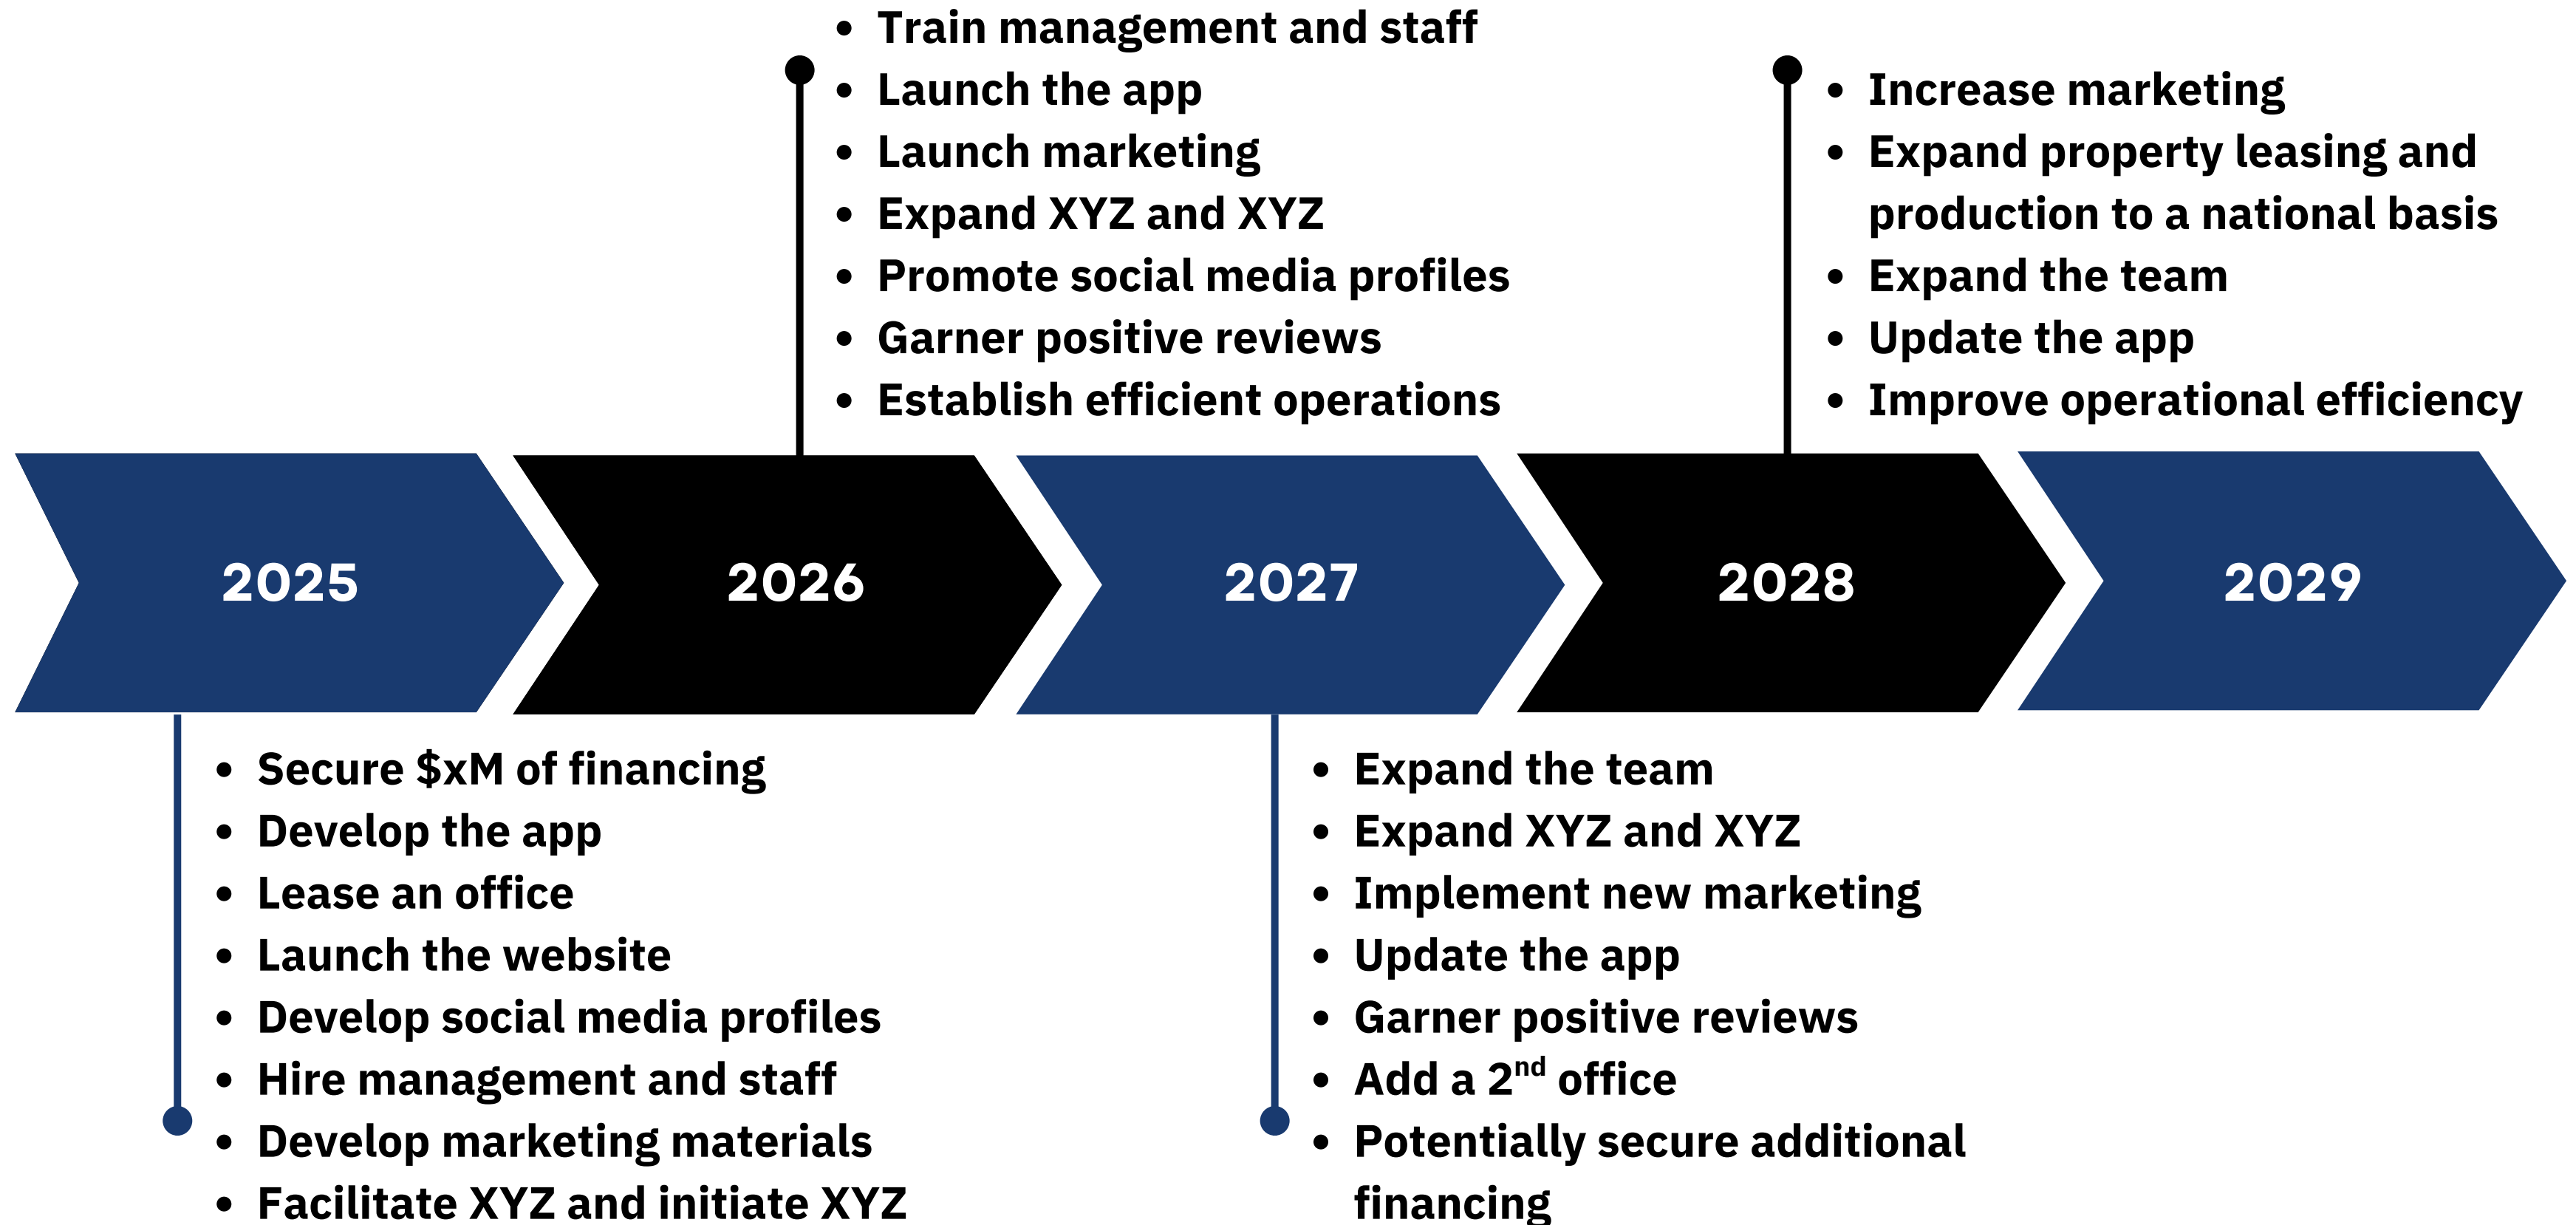 • Train management and staff
• Launch the app
• Launch marketing
• Expand XYZ and XYZ
• Promote social media profiles
• Garner positive reviews
• Establish efficient operations
• Increase marketing
• Expand property leasing and
production to a national basis
• Expand the team
• Update the app
• Improve operational efficiency
2025
2026
2027
2028
2029
• Secure $xM of financing
• Develop the app
• Lease an office
• Launch the website
• Develop social media profiles
• Hire management and staff
• Develop marketing materials
• Facilitate XYZ and initiate XYZ
• Expand the team
• Expand XYZ and XYZ
• Implement new marketing
• Update the app
• Garner positive reviews
• Add a 2nd office
• Potentially secure additional
financing